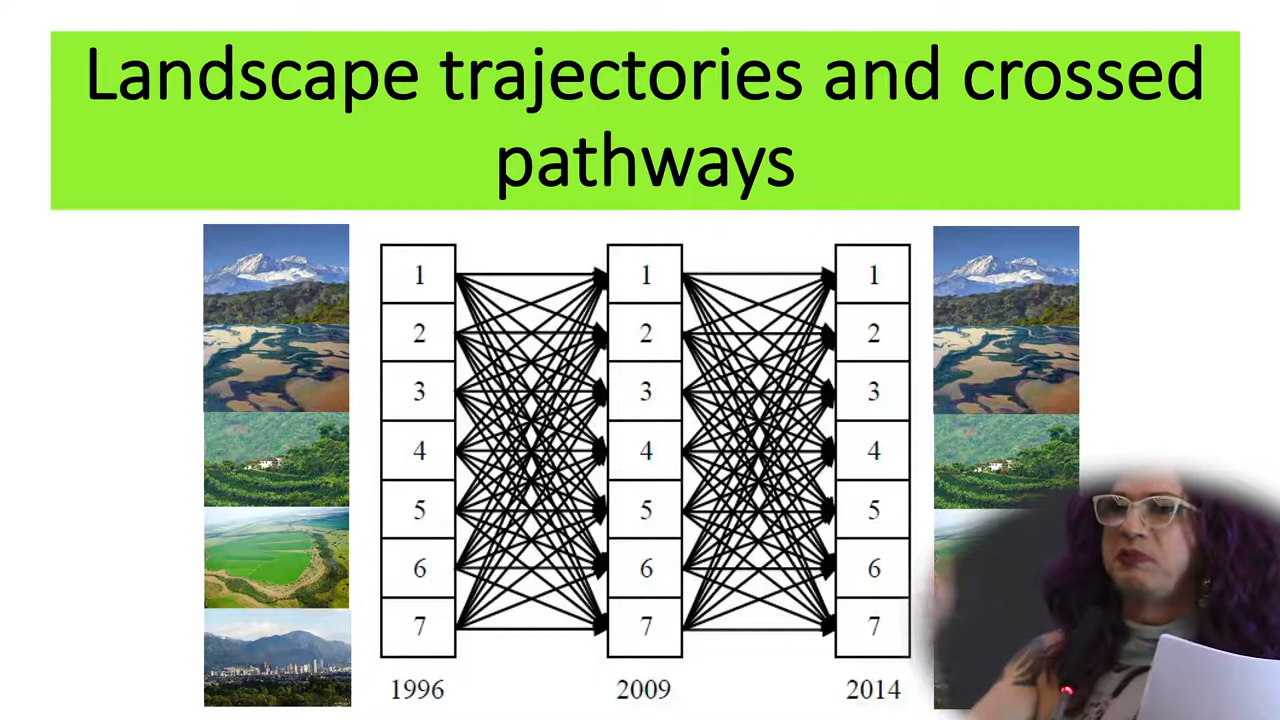 Landscape trajectories and crossed
pathways
1 1 1
2 2 2
3 3 3
4 4 4
5 5 5
6 6 6
7 7 7
1996 2009 2014